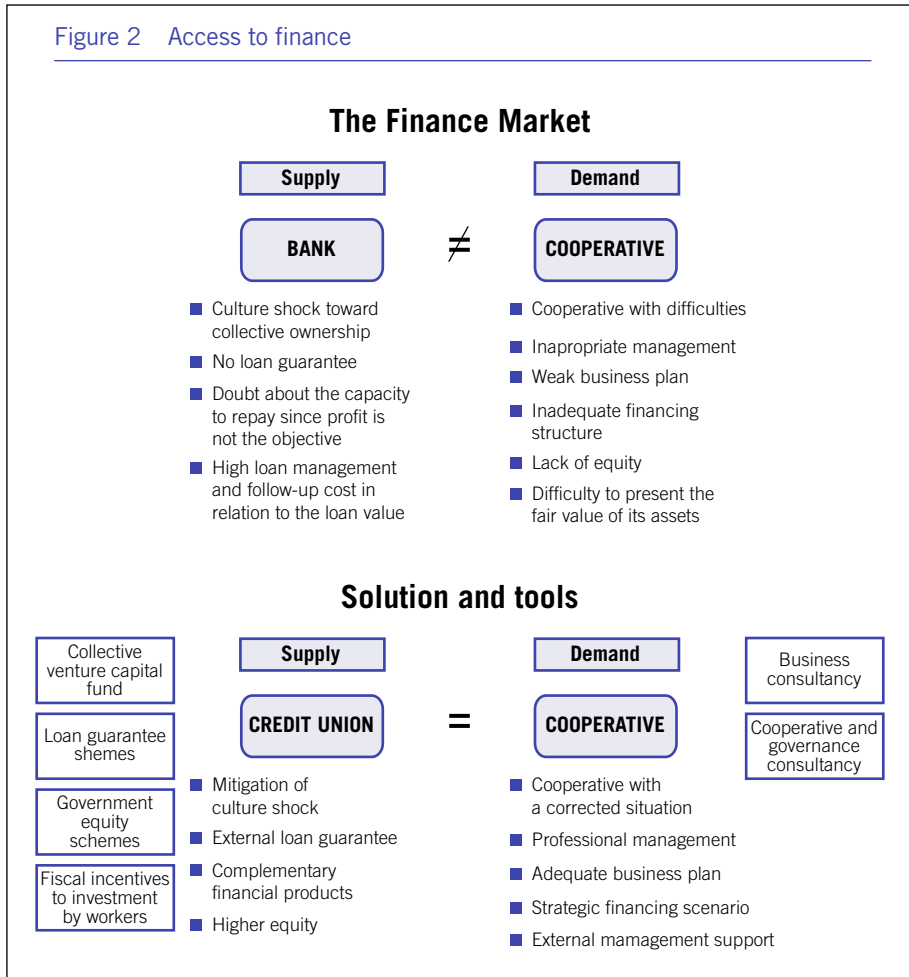 Figure 2 Access to finance
The Finance Market
Supply
Demand
BANK
≠
COOPERATIVE
■ Culture shock toward
collective ownership
■ No loan guarantee
■ Doubt about the capacity
to repay since profit is
not the objective
■ High loan management
and follow-up cost in
relation to the loan value
■ Cooperative with difficulties
■ Inapropriate management
■ Weak business plan
■ Inadequate financing
structure
■ Lack of equity
■ Difficulty to present the
fair value of its assets
Solution and tools
Collective
venture capital
fund
Loan guarantee
shemes
Government
equity
schemes
Fiscal incentives
to investment
by workers
Supply
CREDIT UNION
■ Mitigation of
culture shock
■ External loan guarantee
■ Complementary
financial products
■ Higher equity
=
Demand
COOPERATIVE
■ Cooperative with
a corrected situation
■ Professional management
■ Adequate business plan
■ Strategic financing scenario
■ External mamagement support
Business
consultancy
Cooperative and
governance
consultancy